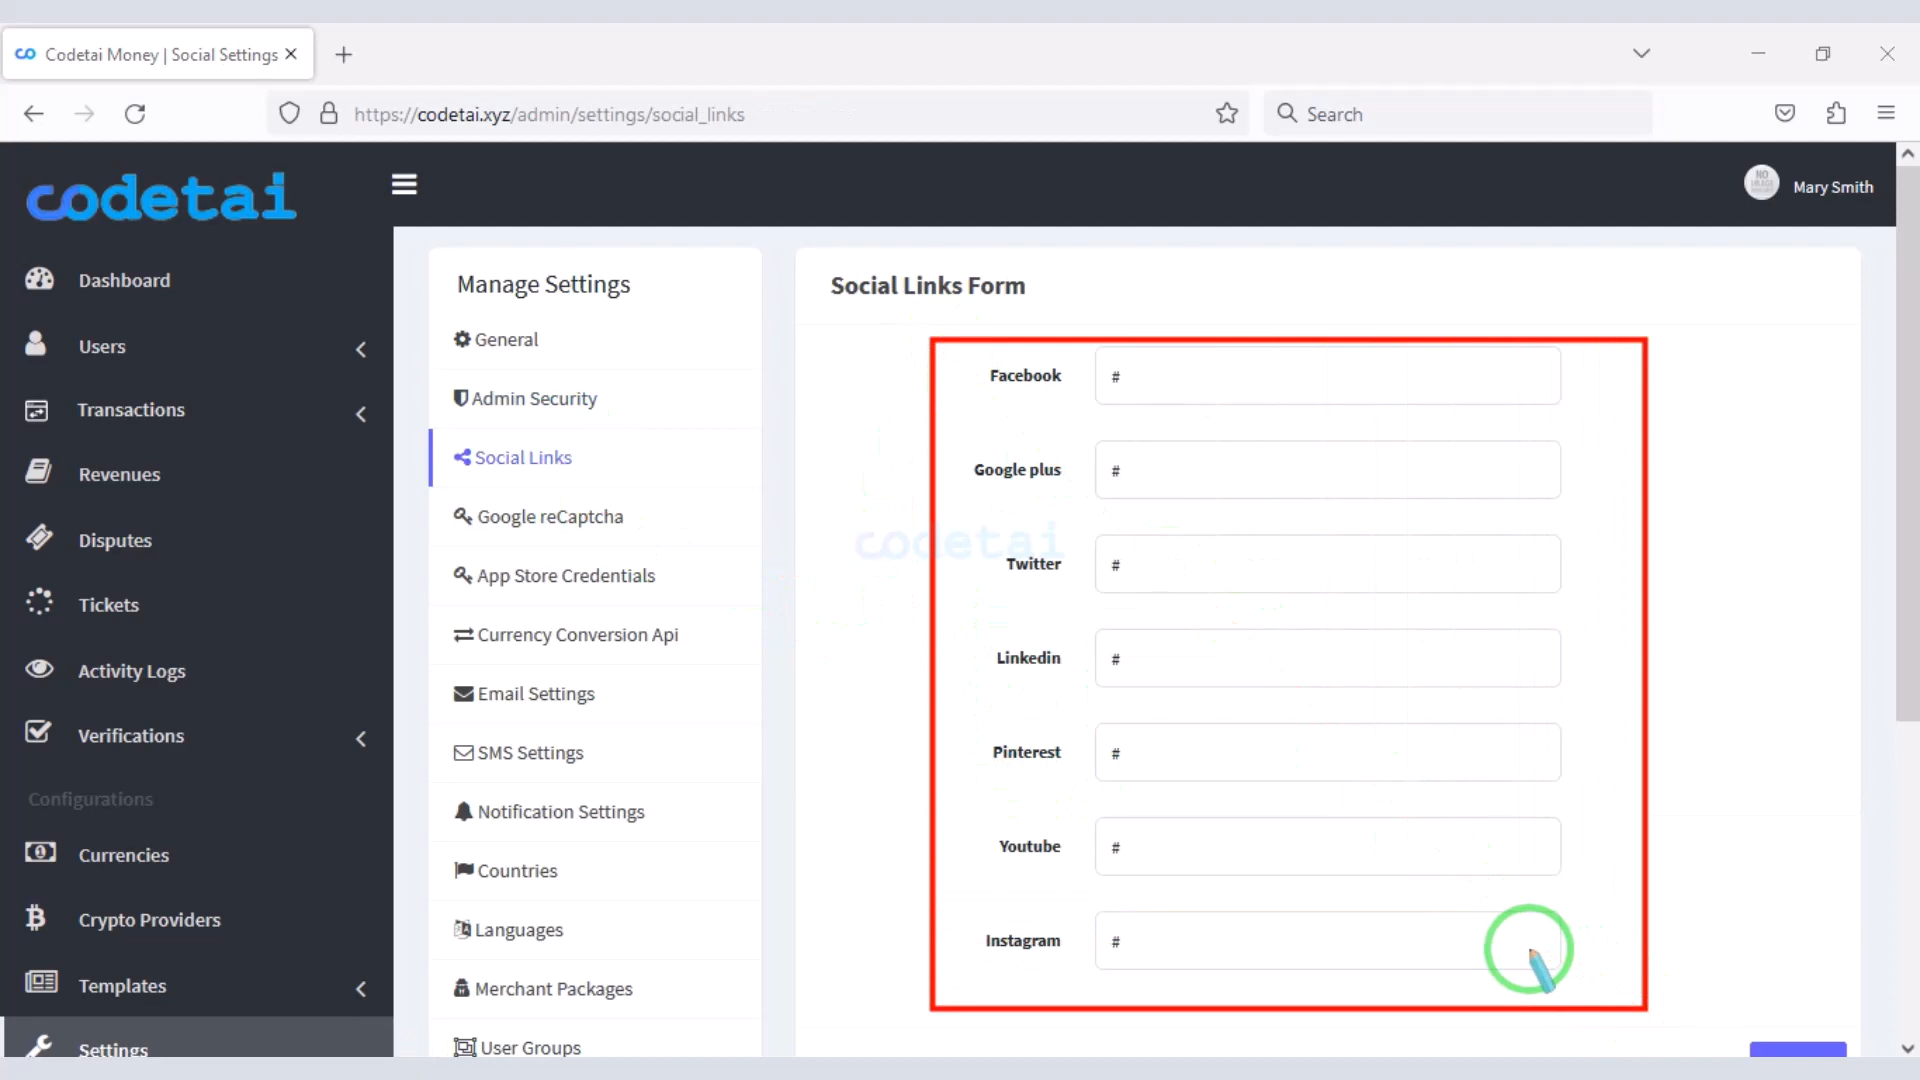 Codetai Money | Social Settings
https://codetai.xyz/admin/settings/social_links
Search
codetai
NO
IMAGE
Mary Smith
Dashboard
Users
Transactions
Revenues
Disputes
Tickets
Activity Logs
Verifications
Configurations
Currencies
Crypto Providers
Templates
Settings
Manage Settings
General
Admin Security
Social Links
Google reCaptcha
App Store Credentials
Currency Conversion Api
Email Settings
SMS Settings
Notification Settings
Countries
Languages
Merchant Packages
User Groups
Social Links Form
Facebook #
Google plus #
codetai
Twitter #
Linkedin #
Pinterest #
Youtube #
Instagram #